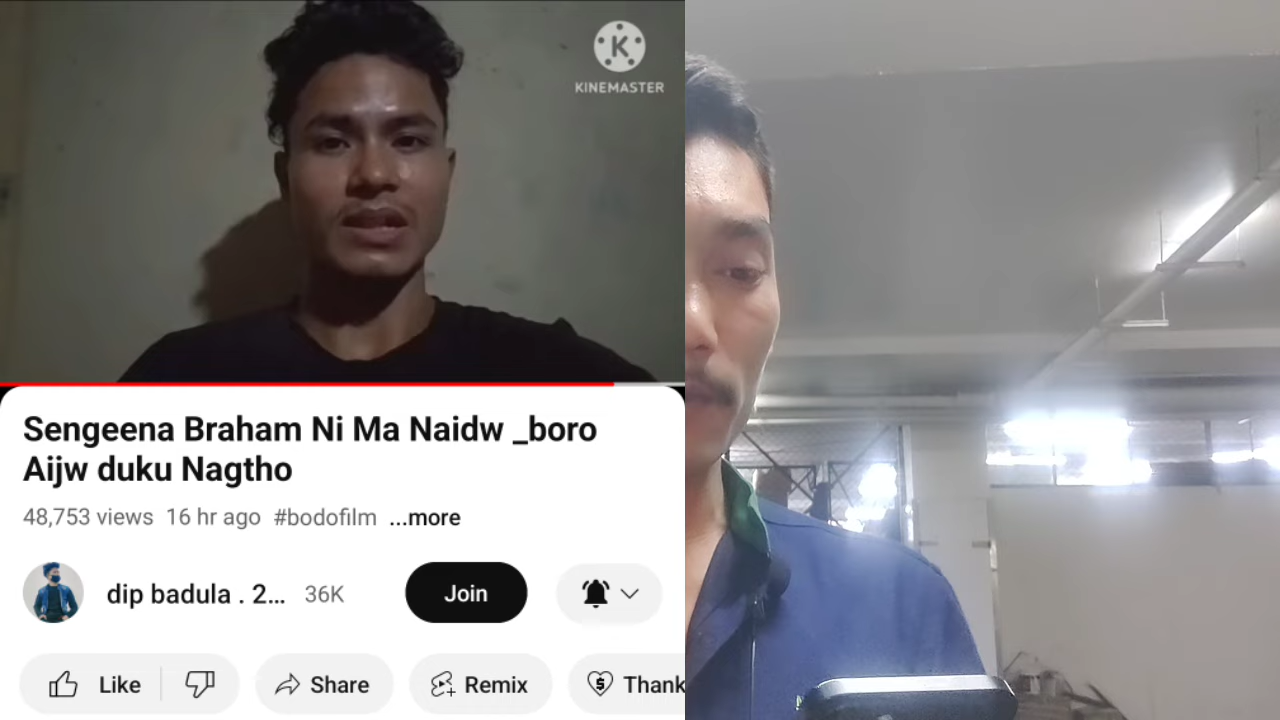 KINEMASTER
Sengeena Braham Ni Ma Naidw _boro
Aijw duku Nagtho
48,753 views 16 hr ago #bodofilm ...more
dip badula . 2... 36K Join
Like Share Remix Thank